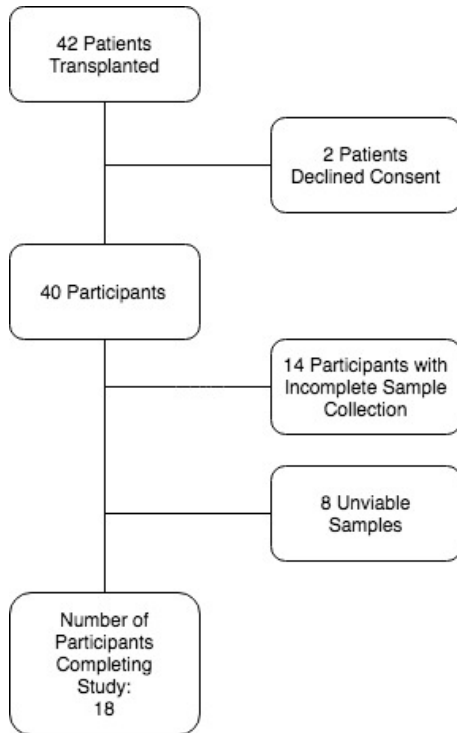 42 Patients
Transplanted
2 Patients
Declined Consent
40 Participants
14 Participants with
Incomplete Sample
Collection
8 Unviable
Samples
Number of
Participants
Completing
Study:
18